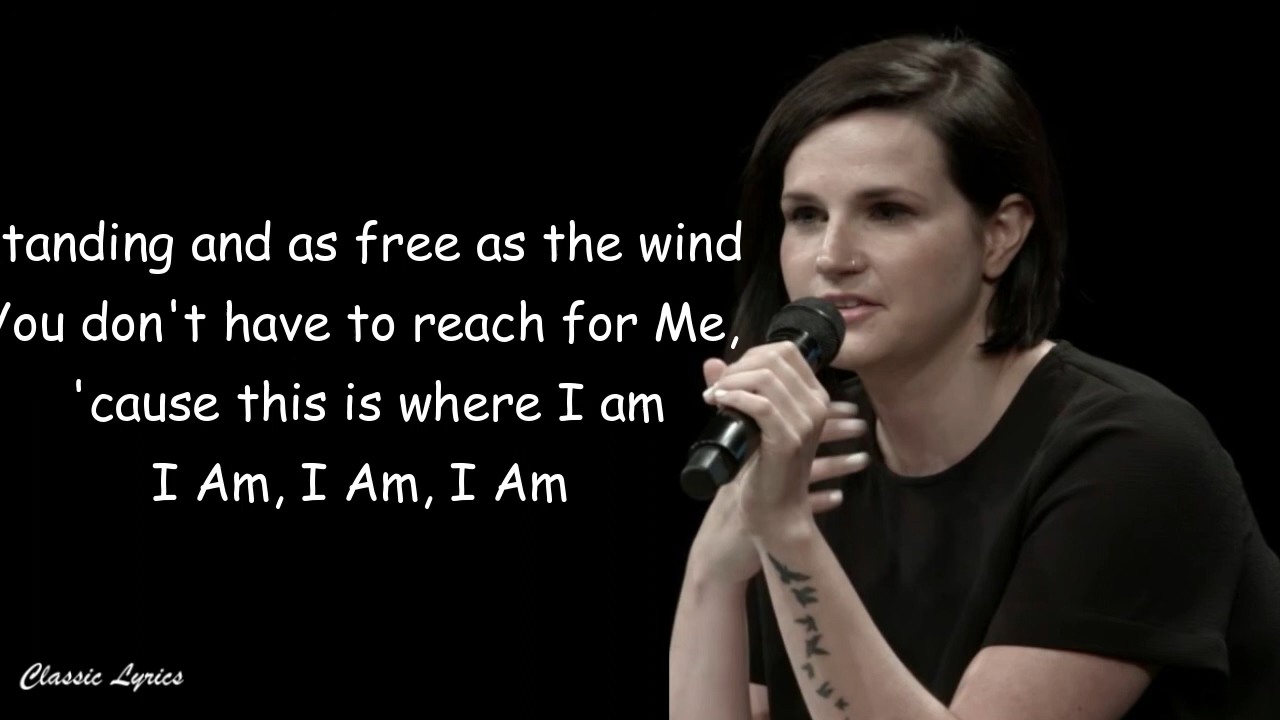 tanding and as free as the wind
You don't have to reach for Me,
'cause this is where I am
I Am, I Am, I Am
Classic Lyrics